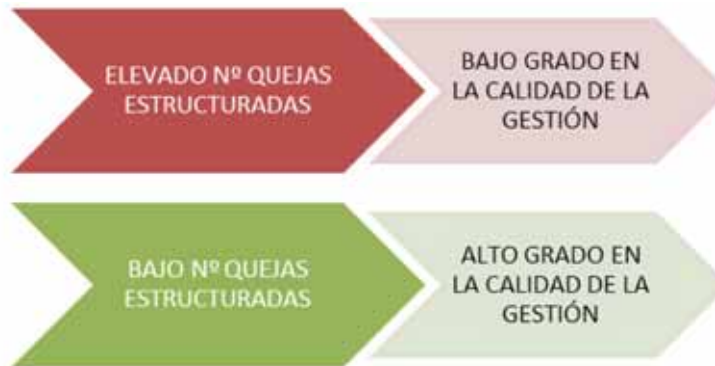 ELEVADO Nº QUEJAS
ESTRUCTURADAS
BAJO GRADO EN
LA CALIDAD DE LA
GESTIÓN
BAJO Nº QUEJAS
ESTRUCTURADAS
ALTO GRADO EN
LA CALIDAD DE LA
GESTIÓN